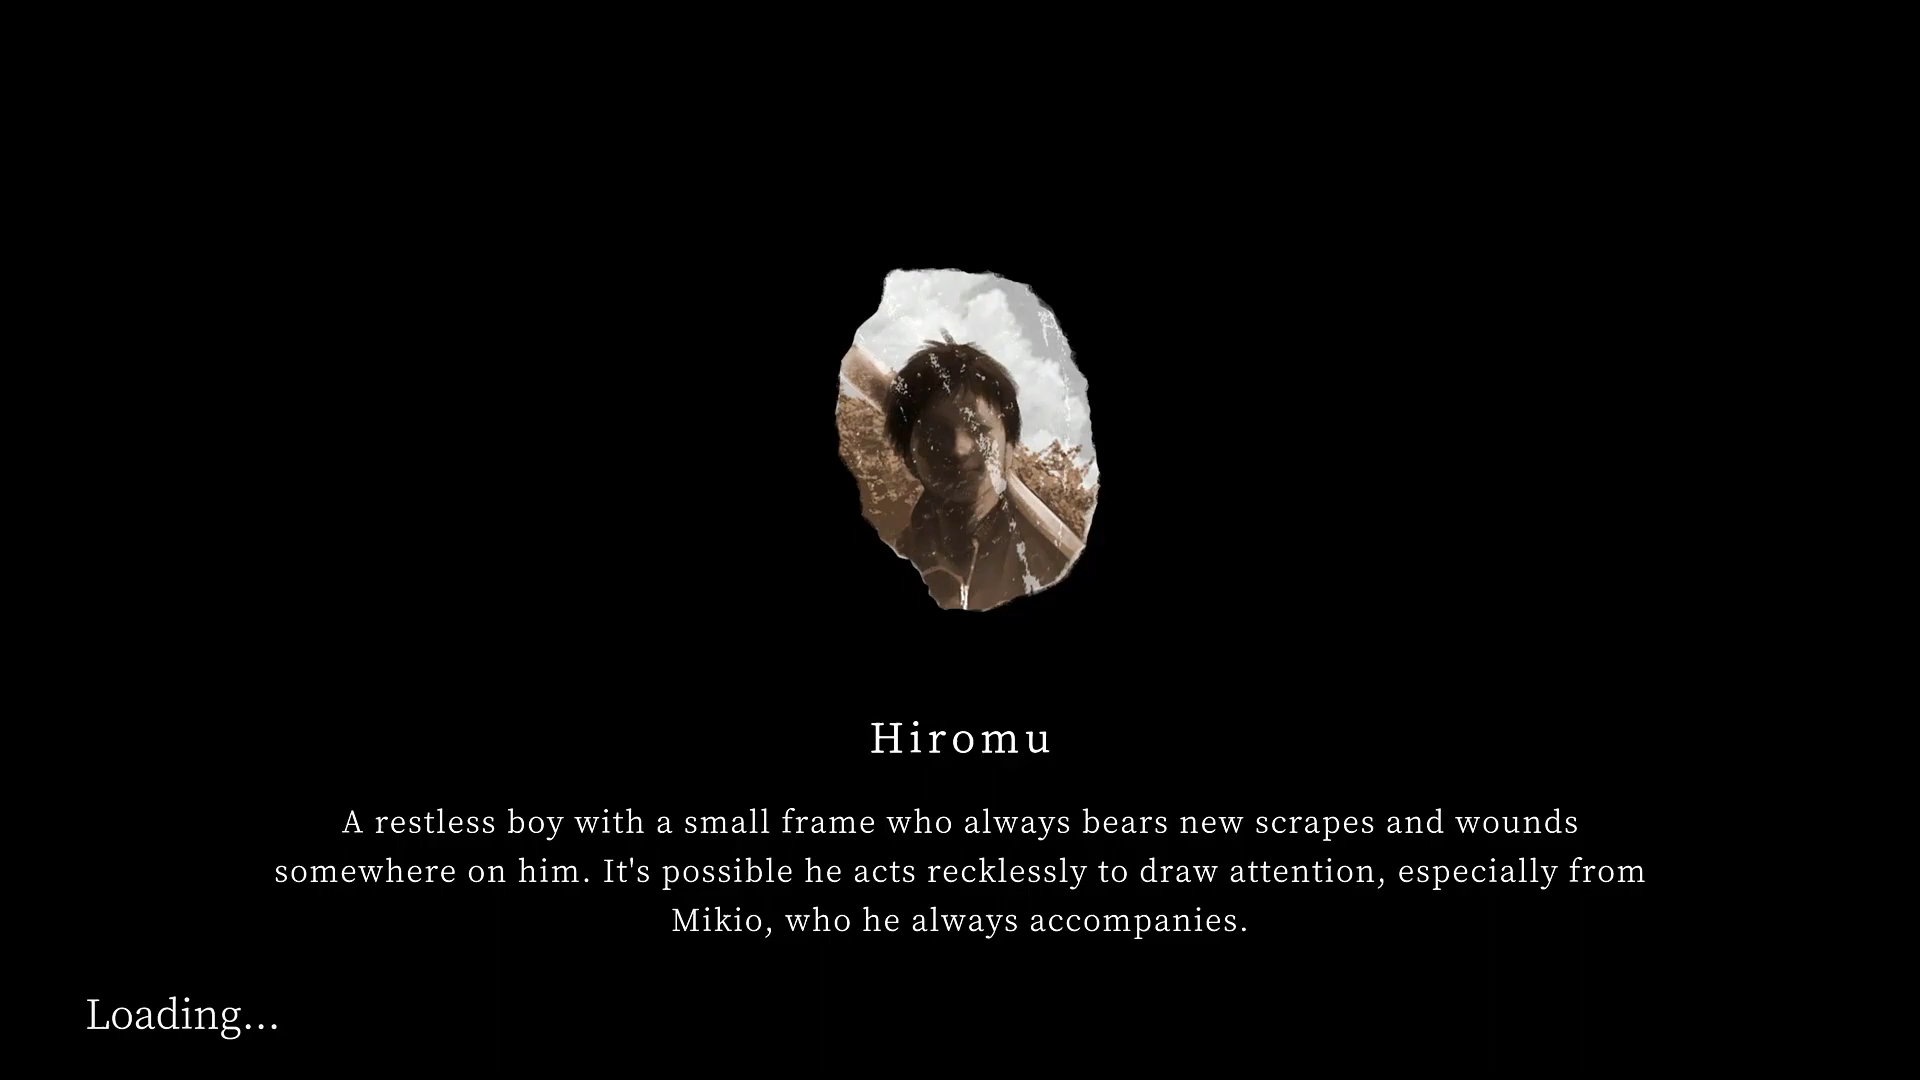 Hiromu
A restless boy with a small frame who always bears new scrapes and wounds
somewhere on him. It's possible he acts recklessly to draw attention, especially from
Mikio, who he always accompanies.
Loading...